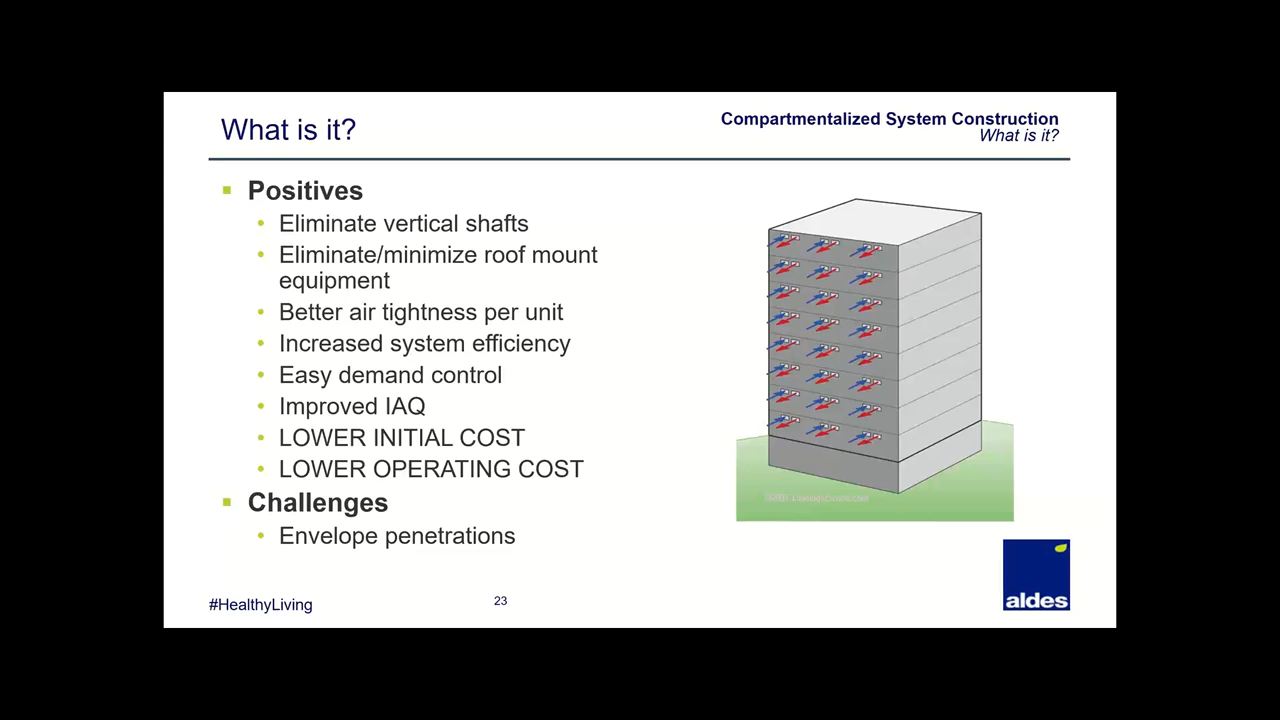 What is it?
Compartmentalized System Construction
What is it?
Positives
Eliminate vertical shafts
Eliminate/minimize roof mount
equipment
Better air tightness per unit
Increased system efficiency
Easy demand control
Improved IAQ
LOWER INITIAL COST
LOWER OPERATING COST
Challenges
Envelope penetrations
#HealthyLiving
23
aldes